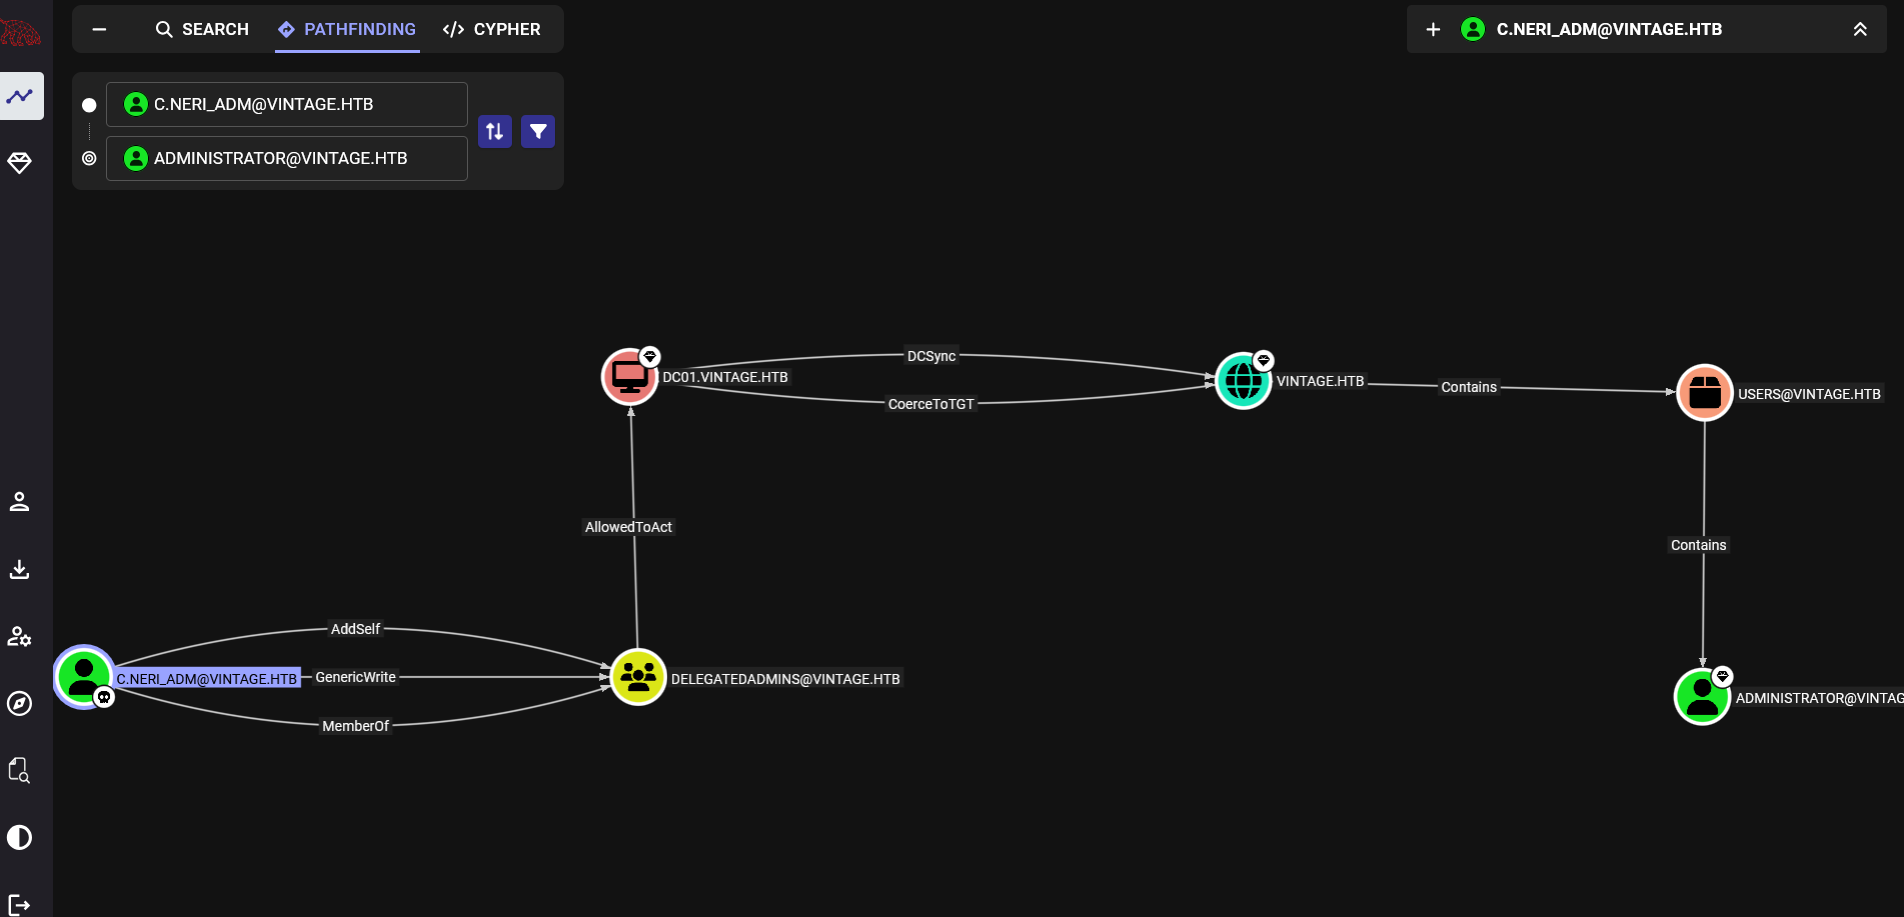 SEARCH PATHFINDING CYPHER
C.NERI_ADM@VINTAGE.HTB
C.NERI_ADM@VINTAGE.HTB
ADMINISTRATOR@VINTAGE.HTB
DCSync
DC01.VINTAGE.HTB
VINTAGE.HTB
Contains
USERS@VINTAGE.HTB
CoerceToTGT
AllowedToAct
Contains
AddSelf
C.NERI_ADM@VINTAGE.HTB
GenericWrite
DELEGATEDADMINS@VINTAGE.HTB
MemberOf
ADMINISTRATOR@VINTAG